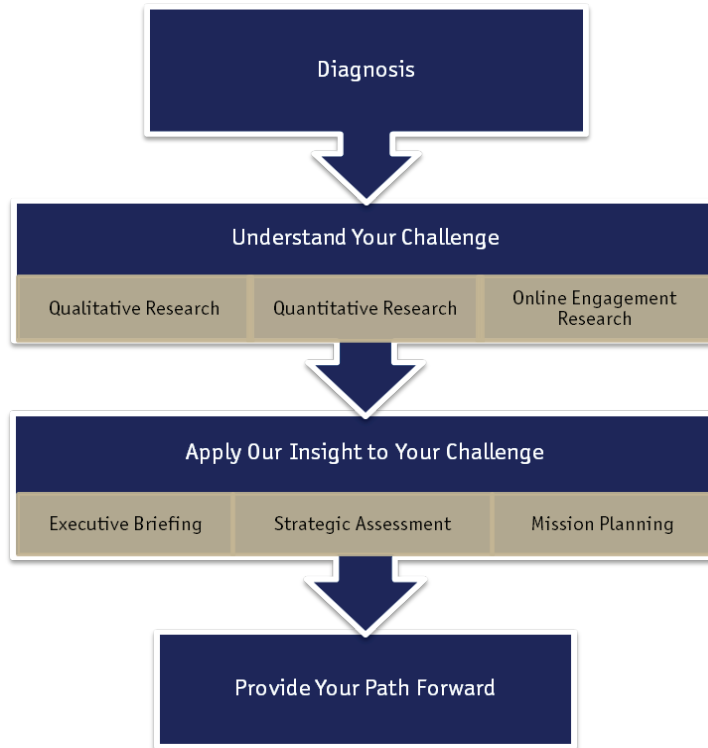 Diagnosis
Understand Your Challenge
Qualitative Research
Quantitative Research
Online Engagement
Research
Apply Our Insight to Your Challenge
Executive Briefing
Strategic Assessment
Mission Planning
Provide Your Path Forward